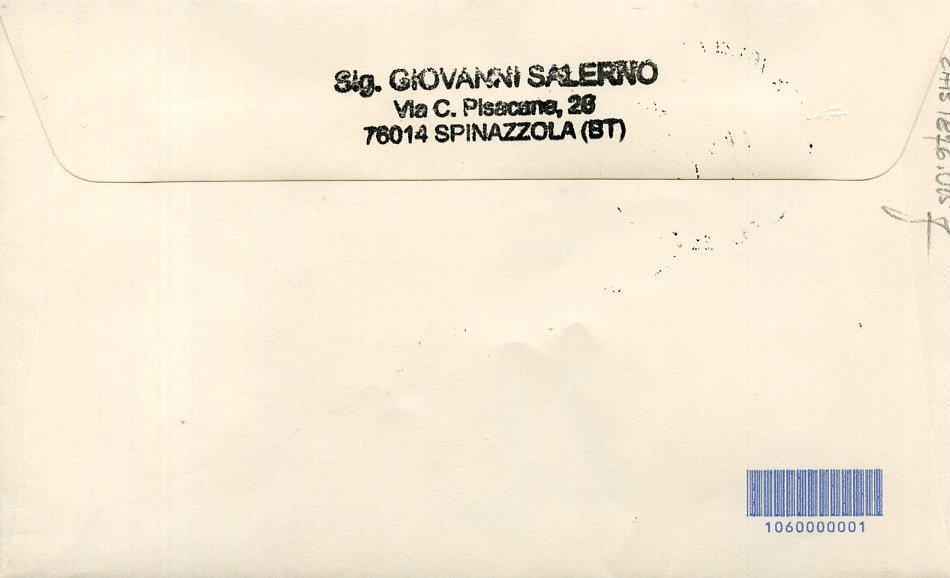 Sig. GIOVANNI SALERNO
Via C. Pisacane, 26
76014 SPINAZZOLA (BT)
1060000001